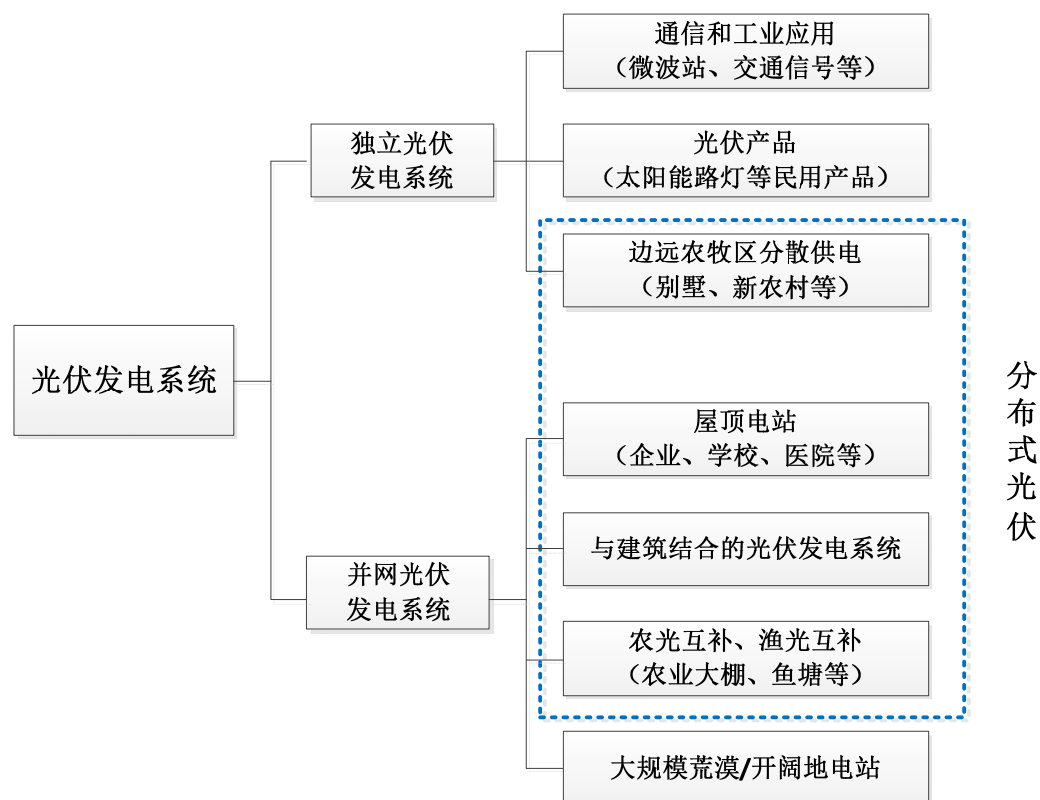 通信和工业应用
（微波站、交通信号等）
独立光伏
发电系统
光伏产品
（太阳能路灯等民用产品）
边远农牧区分散供电
（别墅、新农村等）
光伏发电系统
分布式光伏
屋顶电站
（企业、学校、医院等）
与建筑结合的光伏发电系统
并网光伏
发电系统
农光互补、渔光互补
（农业大棚、鱼塘等）
大规模荒漠/开阔地电站